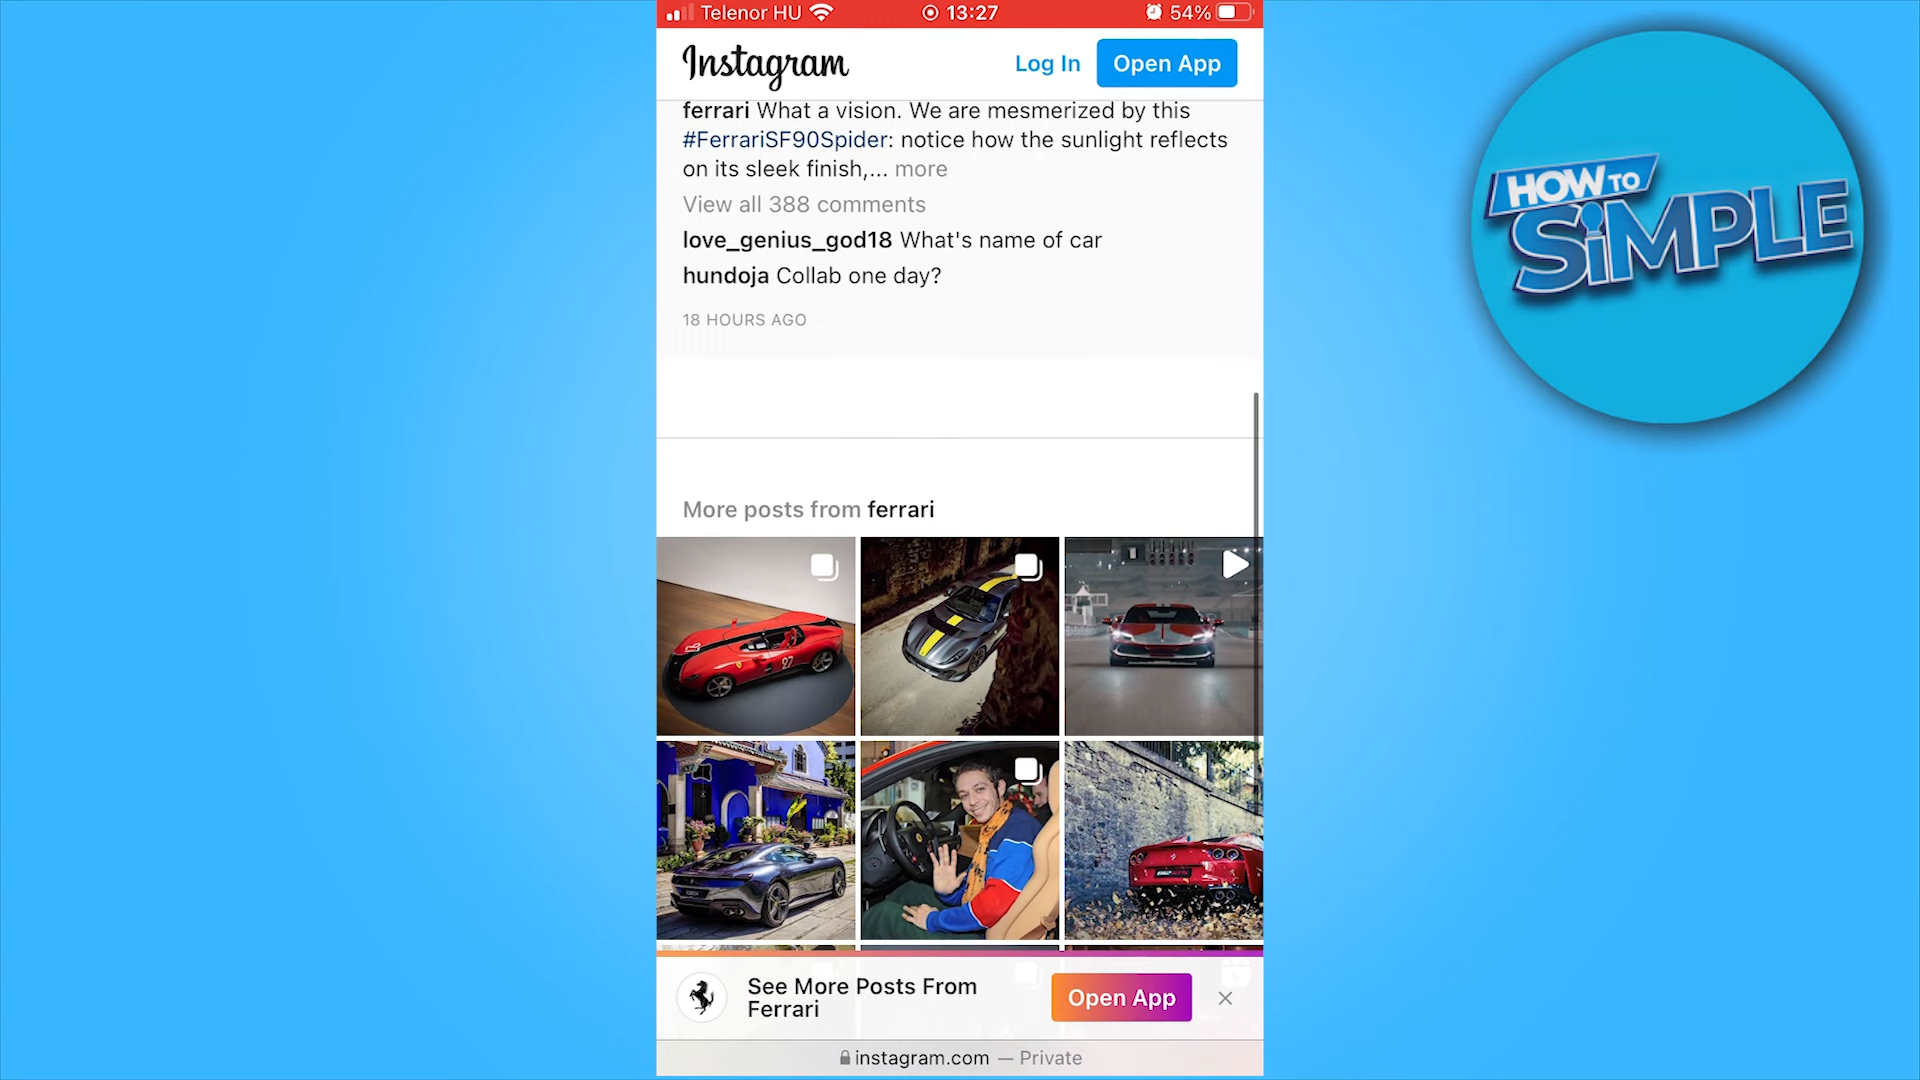 Telenor HU
13:27
54%
Instagram
Log In
Open App
ferrari What a vision. We are mesmerized by this
#FerrariSF90Spider: notice how the sunlight reflects
on its sleek finish,... more
View all 388 comments
love_genius_god18 What's name of car
hundoja Collab one day?
18 HOURS AGO
More posts from ferrari
27
See More Posts From
Ferrari
Open App
instagram.com — Private
HOW TO
SiMPLE